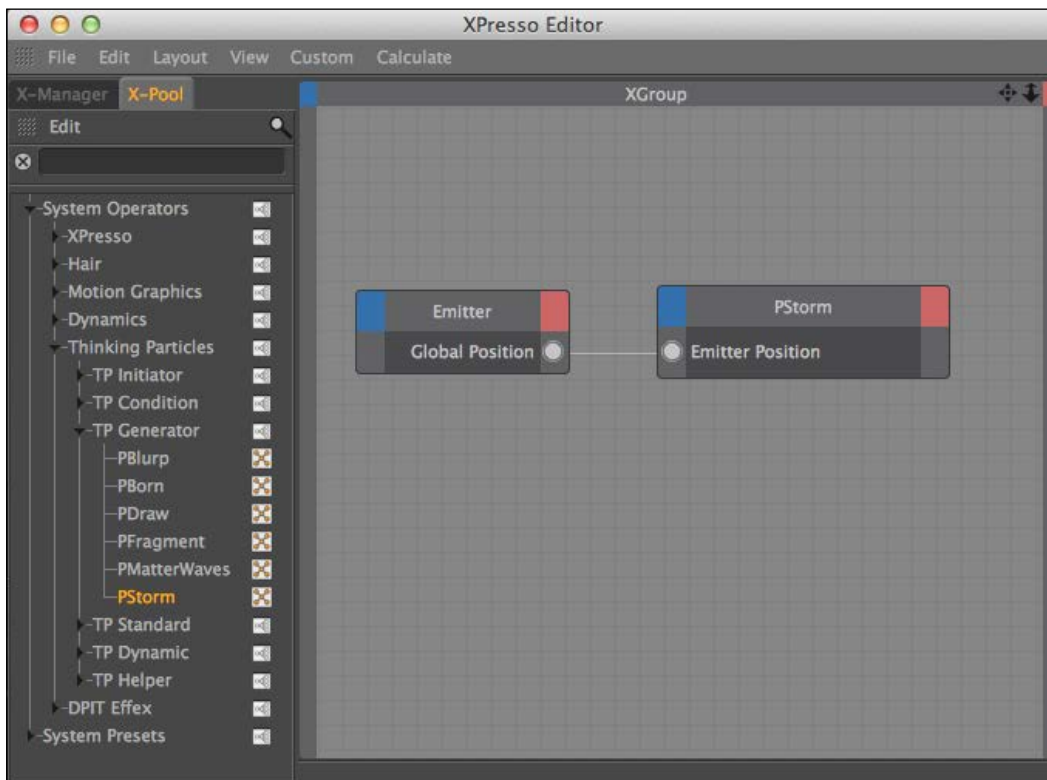 XPresso Editor
File Edit Layout View Custom Calculate
X-Manager X-Pool
Edit
System Operators
XPresso
Hair
Motion Graphics
Dynamics
Thinking Particles
TP Initiator
TP Condition
TP Generator
PBlurp
PBorn
PDraw
PFragment
PMatterWaves
PStorm
TP Standard
TP Dynamic
TP Helper
DPIT Effex
System Presets
XGroup
Emitter
Global Position
PStorm
Emitter Position